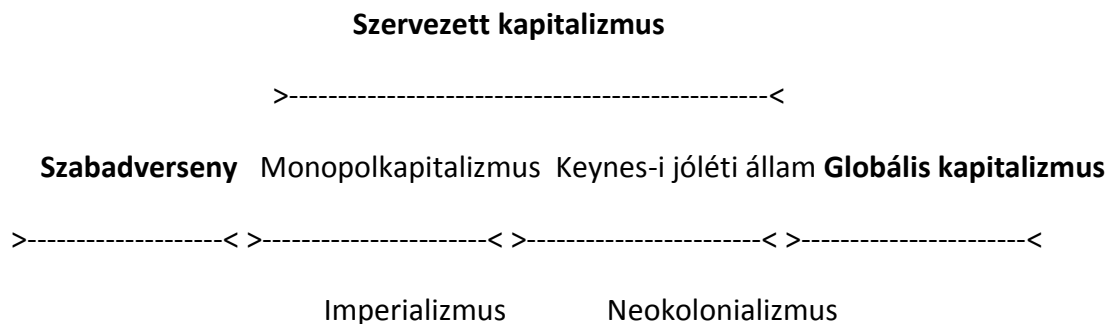 Szervezett kapitalizmus
>------------------------------------------------<
Szabadverseny Monopolkapitalizmus Keynes-i jóléti állam Globális kapitalizmus
>--------------------< >-----------------------< >------------------------< >-----------------------<
Imperializmus Neokolonializmus